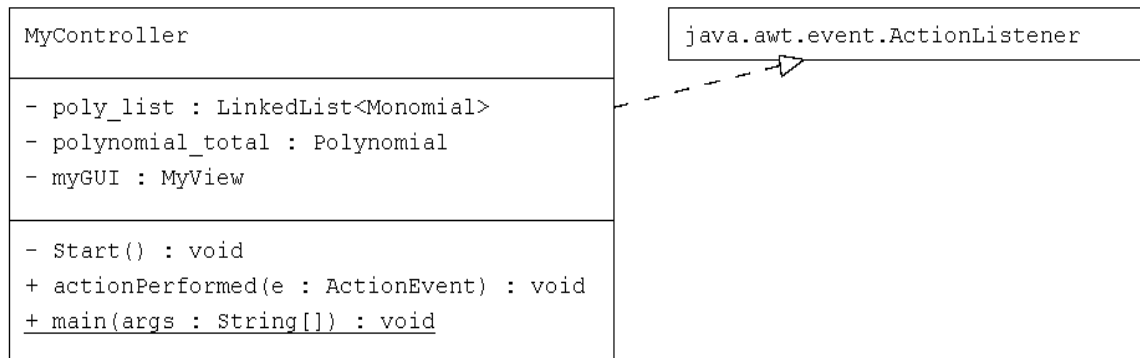 MyController
- poly_list : LinkedList<Monomial>
- polynomial_total : Polynomial
- myGUI : MyView
- Start() : void
+ actionPerformed(e : ActionEvent) : void
+ main(args : String[]) : void
java.awt.event.ActionListener